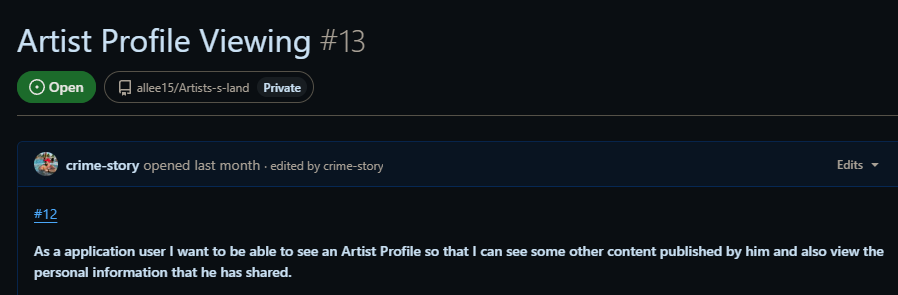 Artist Profile Viewing #13
Open allee15/Artists-s-land Private
crime-story opened last month · edited by crime-story Edits
#12
As a application user I want to be able to see an Artist Profile so that I can see some other content published by him and also view the
personal information that he has shared.